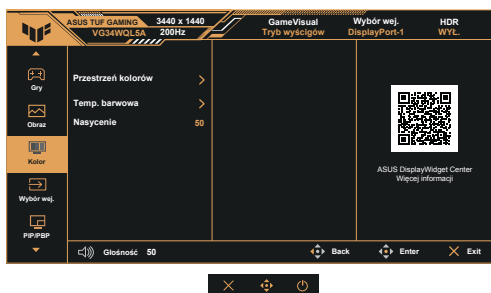 ASUS TUF GAMING 3440 x 1440
VG34WQL5A 200Hz
GameVisual
Tryb wyścigów
Wybór wej.
DisplayPort-1
HDR
WYŁ.
Gry
Obraz
Kolor
Wybór wej.
PIP/PBP
Przestrzeń kolorów
Temp. barwowa
Nasycenie 50
ASUS DisplayWidget Center
Więcej informacji
Głośność 50
Back
Enter
Exit